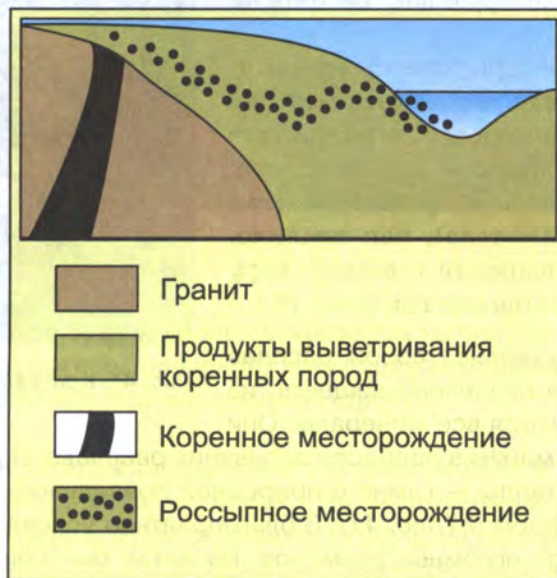 Гранит
Продукты выветривания
коренных пород
Коренное месторождение
Россыпное месторождение